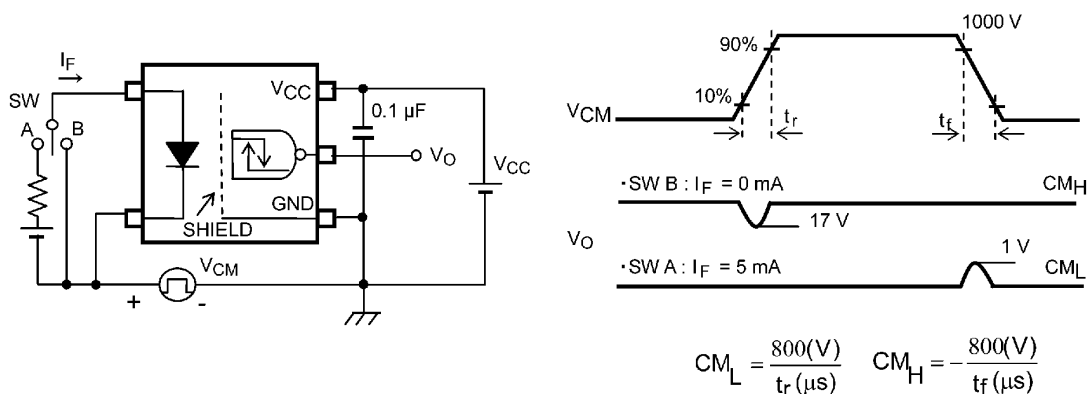 I_F
SW
A
B
V_CC
0.1 µF
V_O
V_CC
GND
SHIELD
V_CM
+
-
1000 V
90%
10%
V_CM
t_r
t_f
·SW B : I_F = 0 mA
CM_H
17 V
V_O
1 V
·SW A : I_F = 5 mA
CM_L
CM_L = 800(V) / t_r (µs)
CM_H = - 800(V) / t_f (µs)